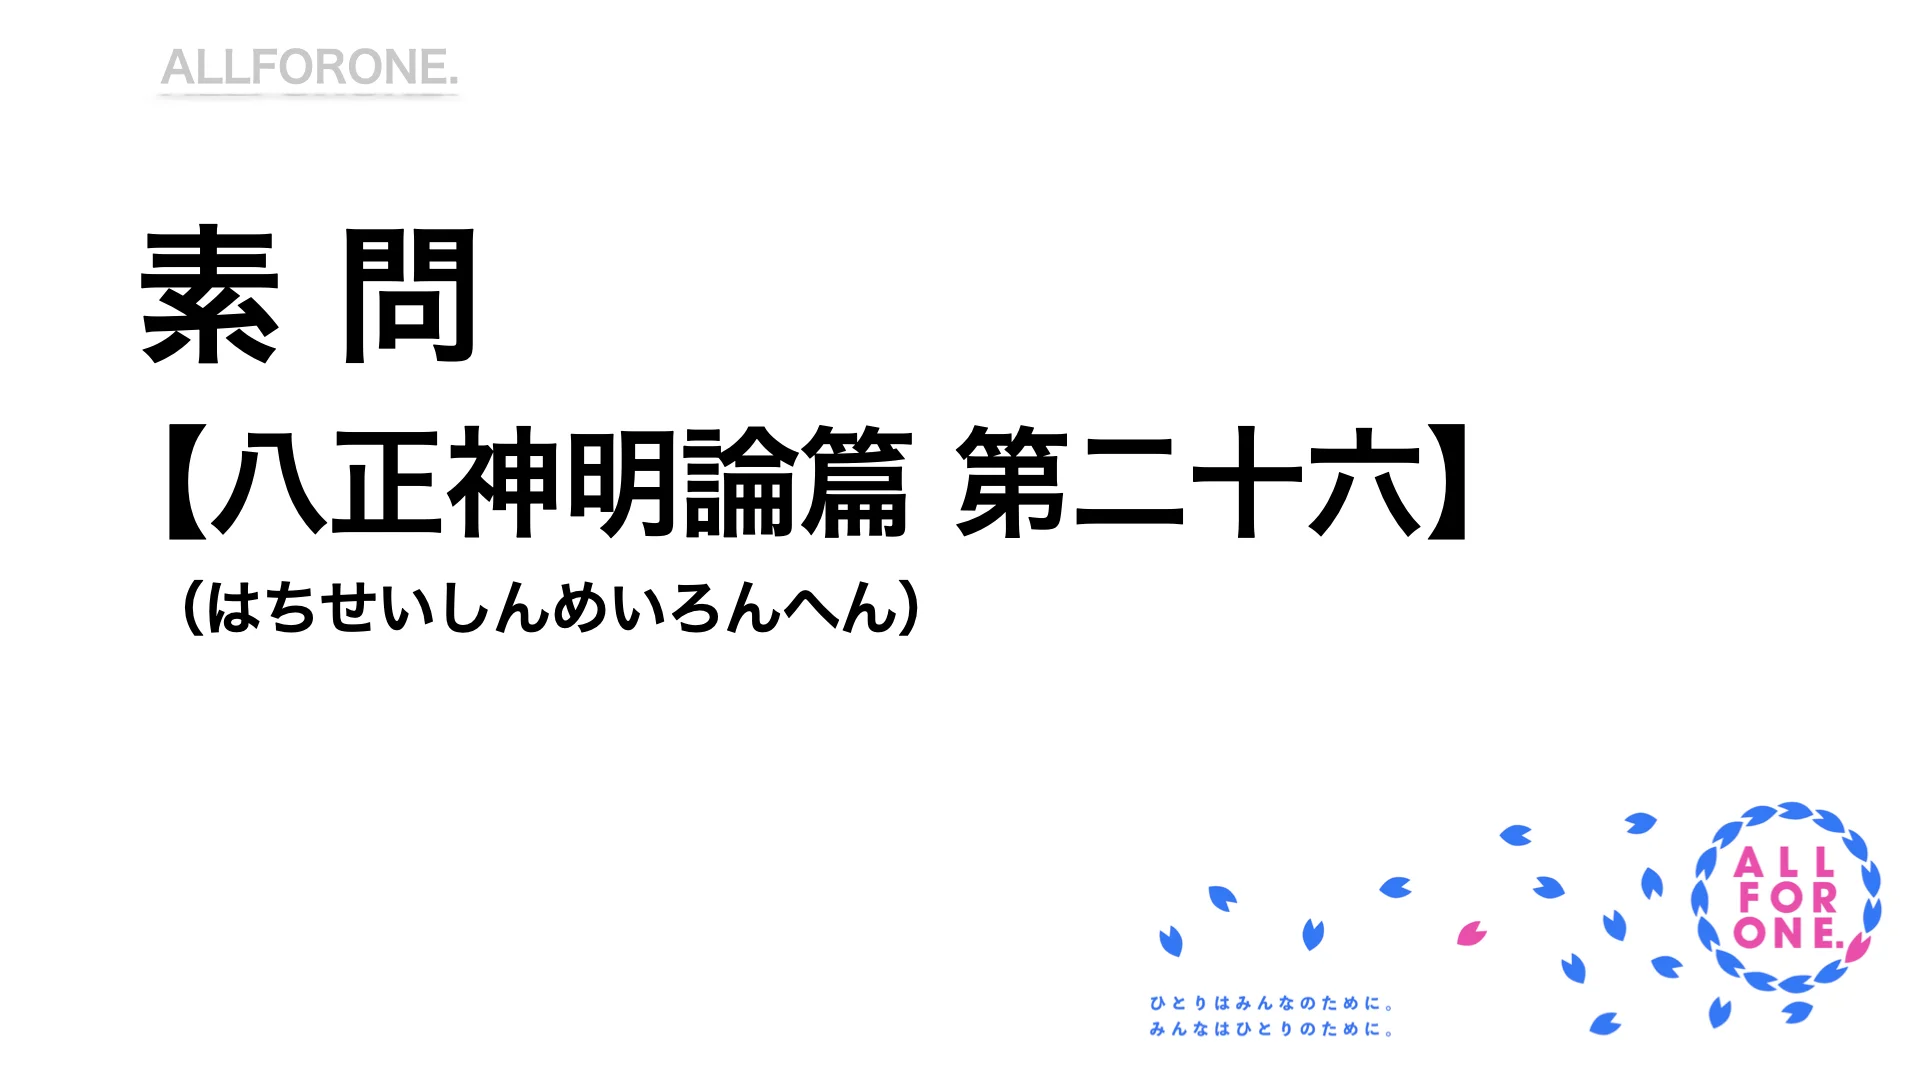 ALLFORONE.
素 問
【八正神明論篇 第二十六】
（はちせいしんめいろんへん）
ALL
FOR
ONE.
ひとりはみんなのために。
みんなはひとりのために。